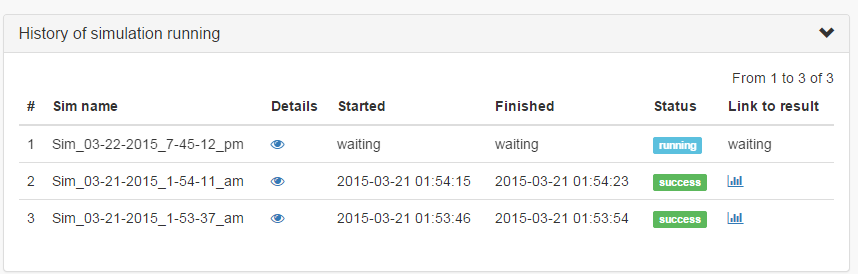 History of simulation running
From 1 to 3 of 3
# Sim name Details Started Finished Status Link to result
1 Sim_03-22-2015_7-45-12_pm waiting waiting running waiting
2 Sim_03-21-2015_1-54-11_am 2015-03-21 01:54:15 2015-03-21 01:54:23 success
3 Sim_03-21-2015_1-53-37_am 2015-03-21 01:53:46 2015-03-21 01:53:54 success